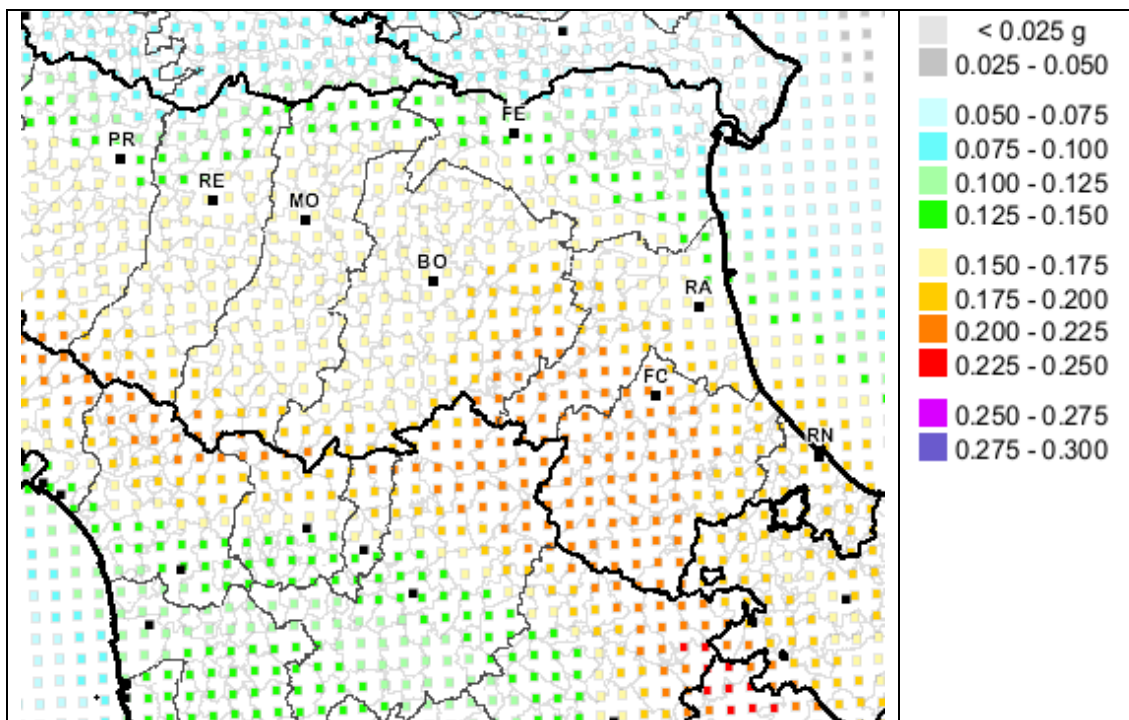 PR
RE
MO
FE
BO
RA
FC
RN
< 0.025 g
0.025 - 0.050
0.050 - 0.075
0.075 - 0.100
0.100 - 0.125
0.125 - 0.150
0.150 - 0.175
0.175 - 0.200
0.200 - 0.225
0.225 - 0.250
0.250 - 0.275
0.275 - 0.300